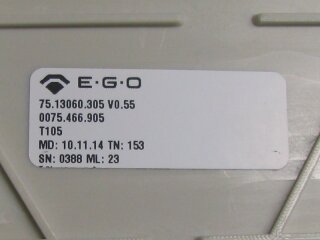 E·G·O
75.13060.305 V0.55
0075.466.905
T105
MD: 10.11.14 TN: 153
SN: 0388 ML: 23